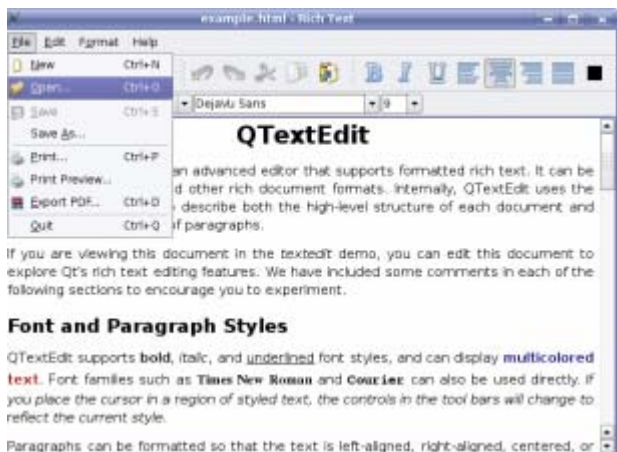 example.html - Rich Text
File Edit Format Help
New Ctrl+N
Open... Ctrl+O
Save Ctrl+S
Save As...
Print... Ctrl+P
Print Preview...
Export PDF... Ctrl+D
Quit Ctrl+Q
B I U
DejaVu Sans 9
QTextEdit
an advanced editor that supports formatted rich text. It can be
d other rich document formats. Internally, QTextEdit uses the
describe both the high-level structure of each document and
of paragraphs.
If you are viewing this document in the textedit demo, you can edit this document to
explore Qt's rich text editing features. We have included some comments in each of the
following sections to encourage you to experiment.
Font and Paragraph Styles
QTextEdit supports bold, italic, and underlined font styles, and can display multicolored
text. Font families such as Times New Roman and Courier can also be used directly. If
you place the cursor in a region of styled text, the controls in the tool bars will change to
reflect the current style.
Paragraphs can be formatted so that the text is left-aligned, right-aligned, centered, or